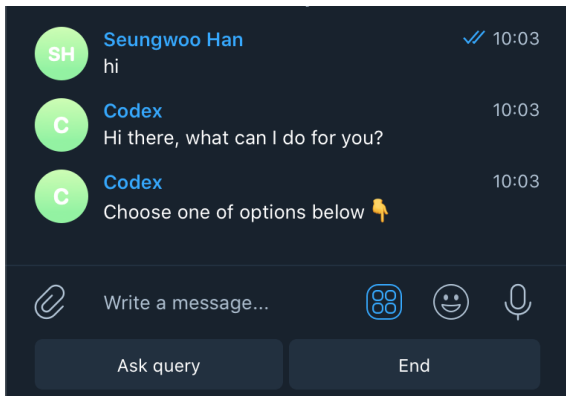 SH
Seungwoo Han
10:03
hi
C
Codex
10:03
Hi there, what can I do for you?
C
Codex
10:03
Choose one of options below 👇
Write a message...
Ask query
End